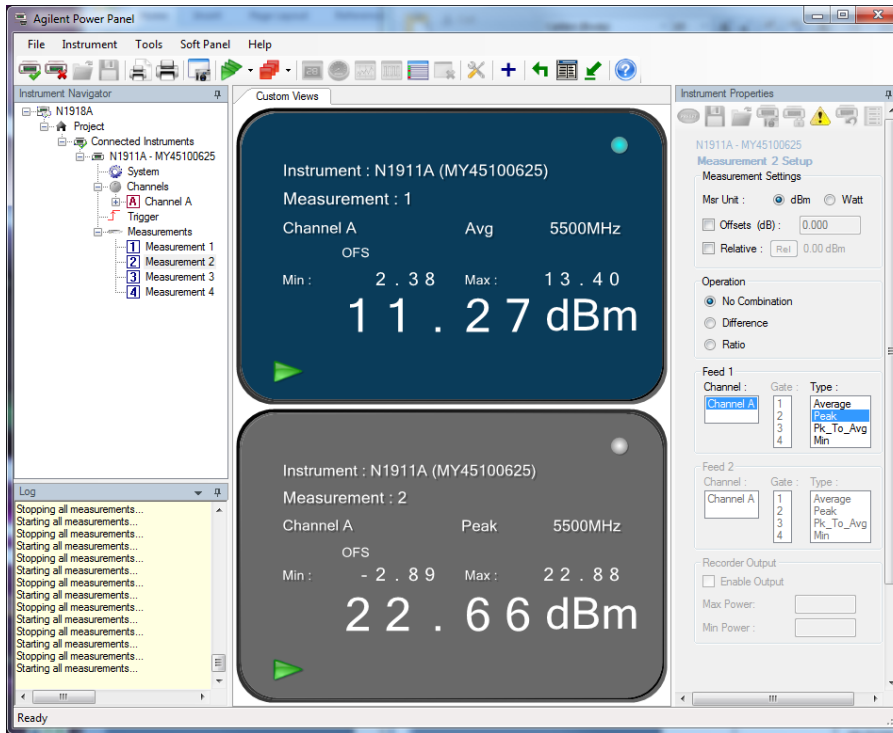 Agilent Power Panel
File Instrument Tools Soft Panel Help
Instrument Navigator
N1918A
Project
Connected Instruments
N1911A - MY45100625
System
Channels
A Channel A
Trigger
Measurements
1 Measurement 1
2 Measurement 2
3 Measurement 3
4 Measurement 4
Log
Stopping all measurements...
Starting all measurements...
Stopping all measurements...
Starting all measurements...
Stopping all measurements...
Starting all measurements...
Stopping all measurements...
Starting all measurements...
Stopping all measurements...
Starting all measurements...
Stopping all measurements...
Starting all measurements...
Stopping all measurements...
Starting all measurements...
Custom Views
Instrument : N1911A (MY45100625)
Measurement : 1
Channel A Avg 5500MHz
OFS
Min : 2.38 Max : 13.40
11.27 dBm
Instrument : N1911A (MY45100625)
Measurement : 2
Channel A Peak 5500MHz
OFS
Min : -2.89 Max : 22.88
22.66 dBm
Instrument Properties
N1911A - MY45100625
Measurement 2 Setup
Measurement Settings
Msr Unit : dBm Watt
Offsets (dB) : 0.000
Relative : Rel 0.00 dBm
Operation
No Combination
Difference
Ratio
Feed 1
Channel : Gate : Type :
Channel A 1 Average
2 Peak
3 Pk_To_Avg
4 Min
Feed 2
Channel : Gate : Type :
Channel A 1 Average
2 Peak
3 Pk_To_Avg
4 Min
Recorder Output
Enable Output
Max Power:
Min Power :
Ready